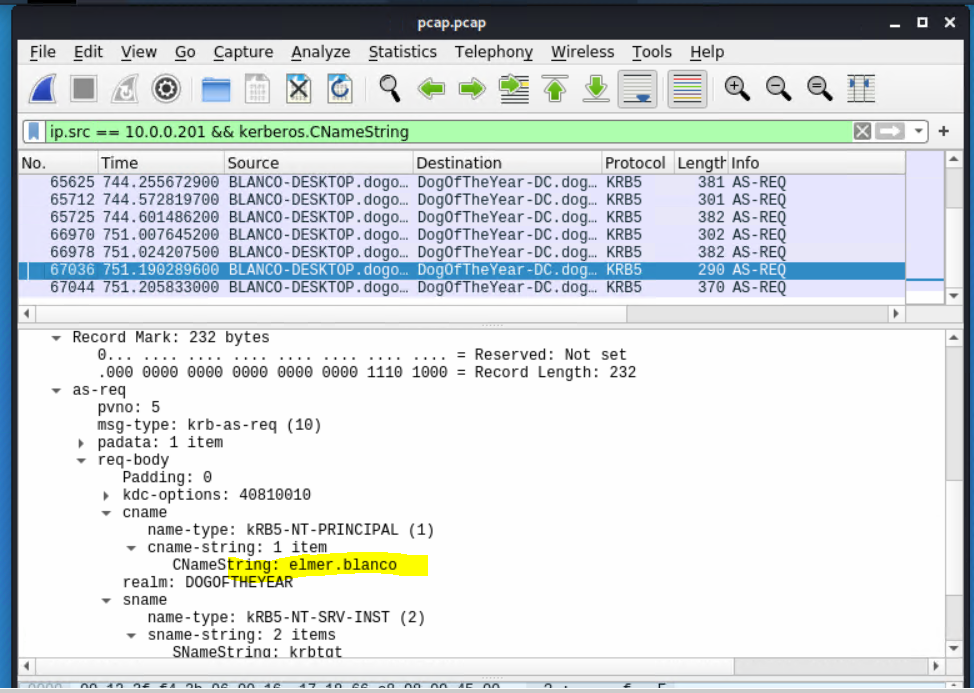 pcap.pcap
File Edit View Go Capture Analyze Statistics Telephony Wireless Tools Help
ip.src == 10.0.0.201 && kerberos.CNameString
No. Time Source Destination Protocol Length Info
65625 744.255672900 BLANCO-DESKTOP.dogo… DogOfTheYear-DC.dog… KRB5 381 AS-REQ
65712 744.572819700 BLANCO-DESKTOP.dogo… DogOfTheYear-DC.dog… KRB5 301 AS-REQ
65725 744.601486200 BLANCO-DESKTOP.dogo… DogOfTheYear-DC.dog… KRB5 382 AS-REQ
66970 751.007645200 BLANCO-DESKTOP.dogo… DogOfTheYear-DC.dog… KRB5 302 AS-REQ
66978 751.024207500 BLANCO-DESKTOP.dogo… DogOfTheYear-DC.dog… KRB5 382 AS-REQ
67036 751.190289600 BLANCO-DESKTOP.dogo… DogOfTheYear-DC.dog… KRB5 290 AS-REQ
67044 751.205833000 BLANCO-DESKTOP.dogo… DogOfTheYear-DC.dog… KRB5 370 AS-REQ
Record Mark: 232 bytes
0... .... .... .... .... .... .... .... = Reserved: Not set
.000 0000 0000 0000 0000 0000 1110 1000 = Record Length: 232
as-req
pvno: 5
msg-type: krb-as-req (10)
padata: 1 item
req-body
Padding: 0
kdc-options: 40810010
cname
name-type: kRB5-NT-PRINCIPAL (1)
cname-string: 1 item
CNameString: elmer.blanco
realm: DOGOFTHEYEAR
sname
name-type: kRB5-NT-SRV-INST (2)
sname-string: 2 items
SNameString: krbtgt